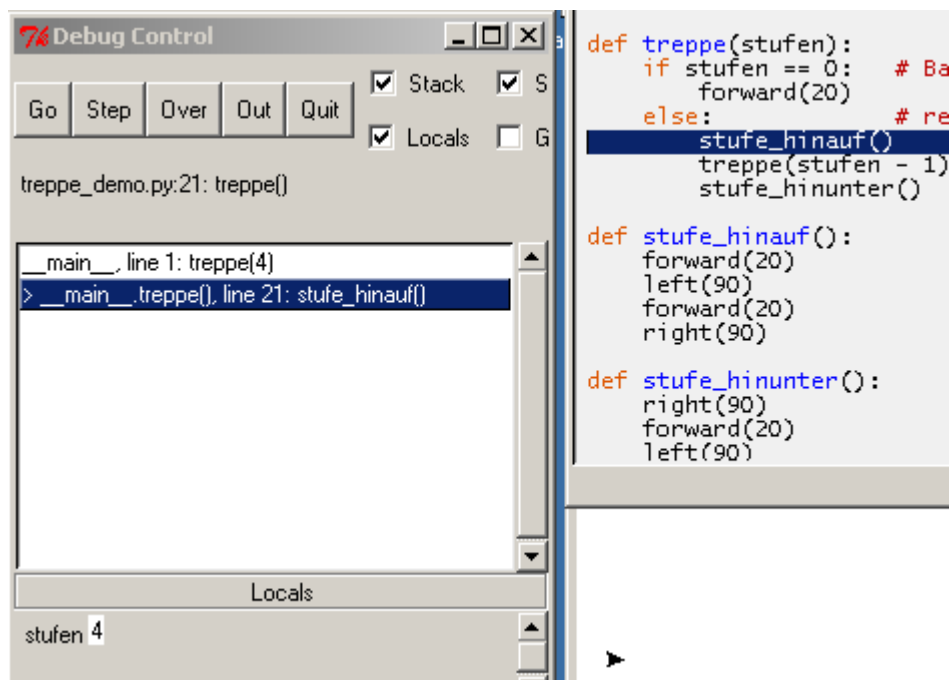 Debug Control
Go Step Over Out Quit
Stack S
Locals G
treppe_demo.py:21: treppe()
__main__, line 1: treppe(4)
> __main__.treppe(), line 21: stufe_hinauf()
Locals
stufen 4
def treppe(stufen):
    if stufen == 0:   # Ba
        forward(20)
    else:             # re
        stufe_hinauf()
        treppe(stufen - 1)
        stufe_hinunter()
def stufe_hinauf():
    forward(20)
    left(90)
    forward(20)
    right(90)
def stufe_hinunter():
    right(90)
    forward(20)
    left(90)